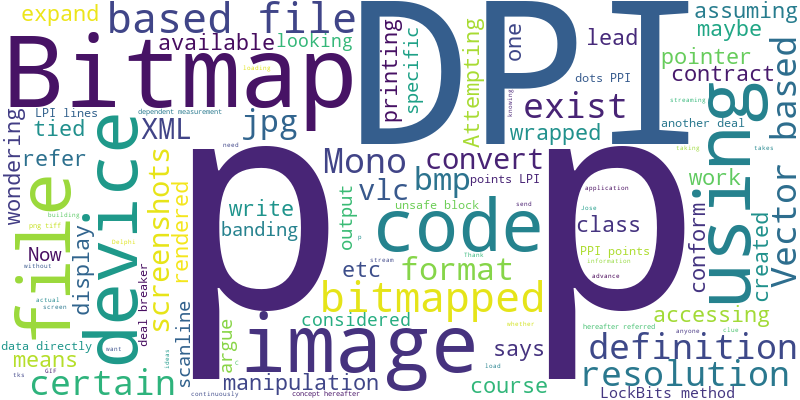 expand
based file
DPI
assuming
maybe
available
looking
printing
specific
Attempting
one
lead
pointer
Bitmap
dots PPI
contract
dependent measurement
loading
exist
knowing
streaming
LPI lines
XML
jpg
wrapped
another deal
taking
takes
wondering
tied
device
refer
file
Mono
convert
need
vlc
bmp
points LPI
work
using
Vector based
screenshots
rendered
write
output
unsafe block
send
application
Jose
class
png tiff
building
Delphi
display
banding
p p
code
conform
created
Now
without
etc
format
Thank
PPI points
information
stream
advance
actual
screen
deal breaker
scanline
bitmapped
whether
accessing
argue
image
considered
hereafter referred
anyone
clue
data directly
means
GIF
tks
want
ideas
says
definition
load
certain
manipulation
course
resolution
continuously
concept hereafter
LockBits method